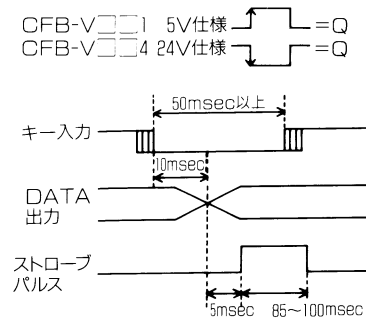 CFB-V□□1 5V仕様 =Q
CFB-V□□4 24V仕様 =Q
50msec以上
キー入力
10msec
DATA
出力
ストローブ
パルス
5msec 85~100msec